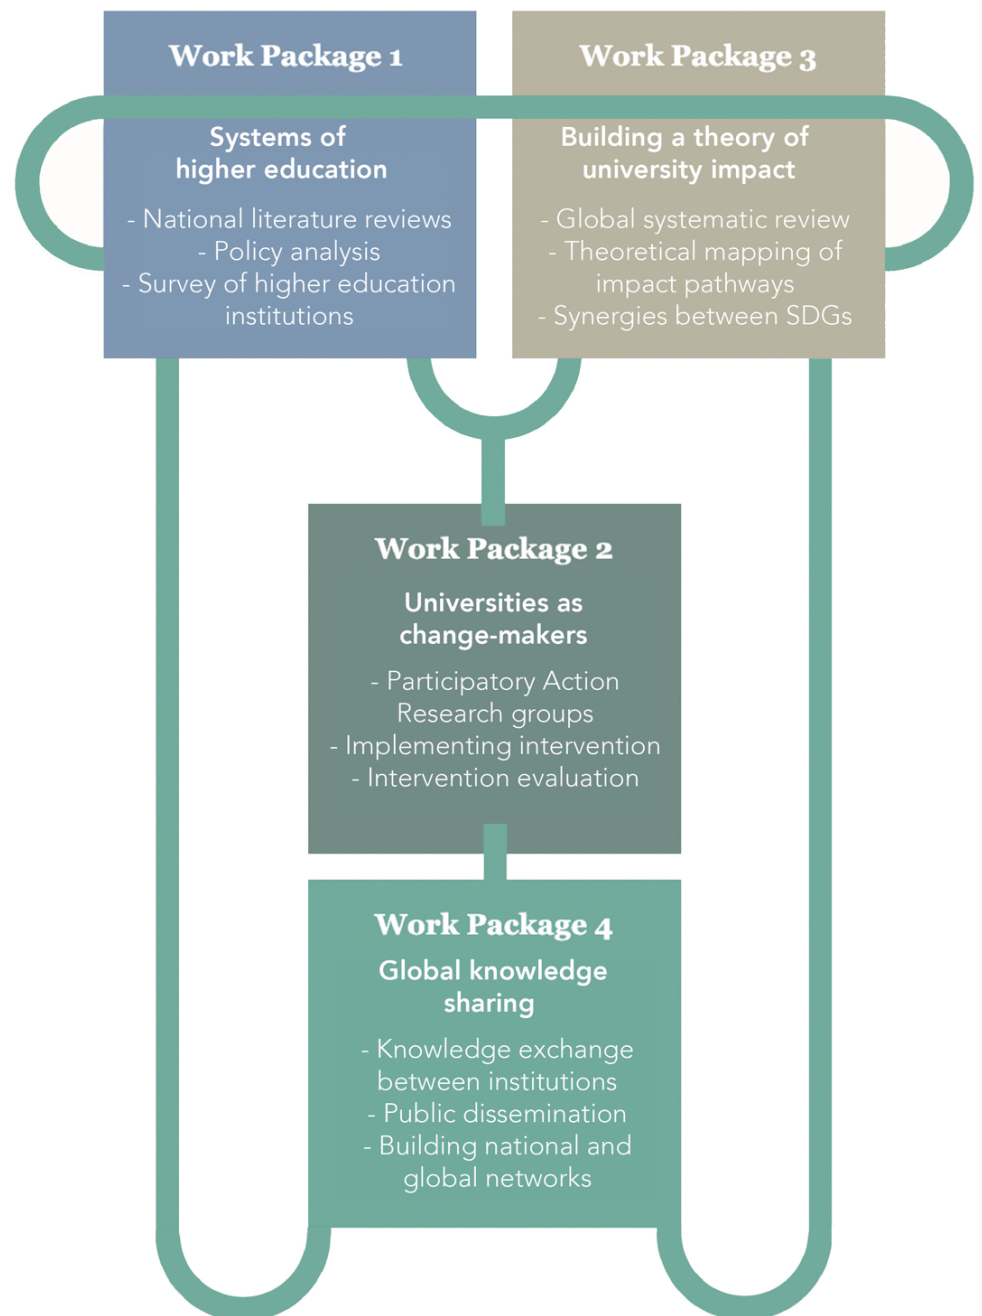 Work Package 1
Systems of
higher education
- National literature reviews
- Policy analysis
- Survey of higher education
institutions
Work Package 3
Building a theory of
university impact
- Global systematic review
- Theoretical mapping of
impact pathways
- Synergies between SDGs
Work Package 2
Universities as
change-makers
- Participatory Action
Research groups
- Implementing intervention
- Intervention evaluation
Work Package 4
Global knowledge
sharing
- Knowledge exchange
between institutions
- Public dissemination
- Building national and
global networks